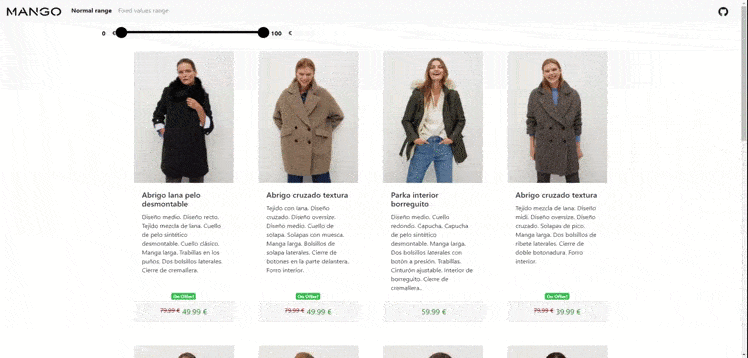 MANGO Normal range Fixed values range
0 € 100 €
Abrigo lana pelo
desmontable
Diseño medio. Diseño recto.
Tejido mezcla de lana. Cuello
de pelo sintético
desmontable. Cuello clásico.
Manga larga. Trabillas en los
puños. Dos bolsillos laterales.
Cierre de cremallera.
On Offer!
79.99 € 49.99 €
Abrigo cruzado textura
Tejido con lana. Diseño
cruzado. Diseño oversize.
Diseño medio. Cuello de
solapa. Solapas con muesca.
Manga larga. Bolsillos de
solapa laterales. Cierre de
botones en la parte delantera.
Forro interior.
On Offer!
79.99 € 49.99 €
Parka interior
borreguito
Diseño medio. Cuello
redondo. Capucha. Capucha
de pelo sintético
desmontable. Manga larga.
Dos bolsillos laterales con
botón a presión. Trabillas.
Cinturón ajustable. Interior de
borreguito. Cierre de
cremallera..
59.99 €
Abrigo cruzado textura
Tejido mezcla de lana. Diseño
midi. Diseño oversize. Diseño
cruzado. Solapas de pico.
Manga larga. Dos bolsillos de
ribete laterales. Cierre de
doble botonadura. Forro
interior.
On Offer!
79.99 € 39.99 €